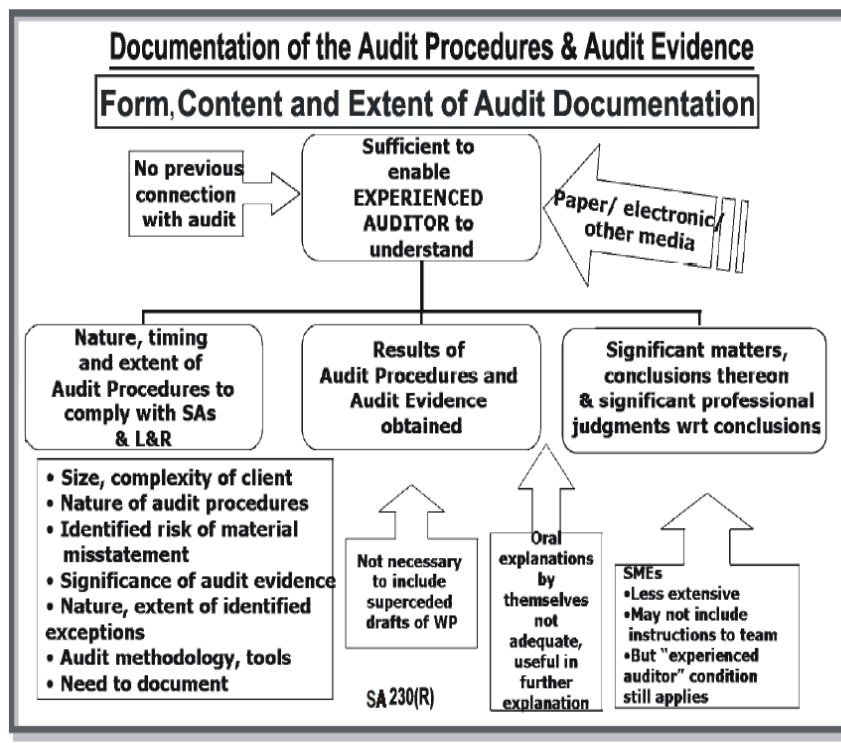 Documentation of the Audit Procedures & Audit Evidence
Form, Content and Extent of Audit Documentation
No previous
connection
with audit
Sufficient to
enable
EXPERIENCED
AUDITOR to
understand
Paper/ electronic/
other media
Nature, timing
and extent of
Audit Procedures to
comply with SAs
& L&R
Results of
Audit Procedures and
Audit Evidence
obtained
Significant matters,
conclusions thereon
& significant professional
judgments wrt conclusions
• Size, complexity of client
• Nature of audit procedures
• Identified risk of material
misstatement
• Significance of audit evidence
• Nature, extent of identified
exceptions
• Audit methodology, tools
• Need to document
Not necessary
to include
superceded
drafts of WP
Oral
explanations
by
themselves
not
adequate,
useful in
further
explanation
SMEs
•Less extensive
•May not include
instructions to team
•But “experienced
auditor” condition
still applies
SA 230(R)